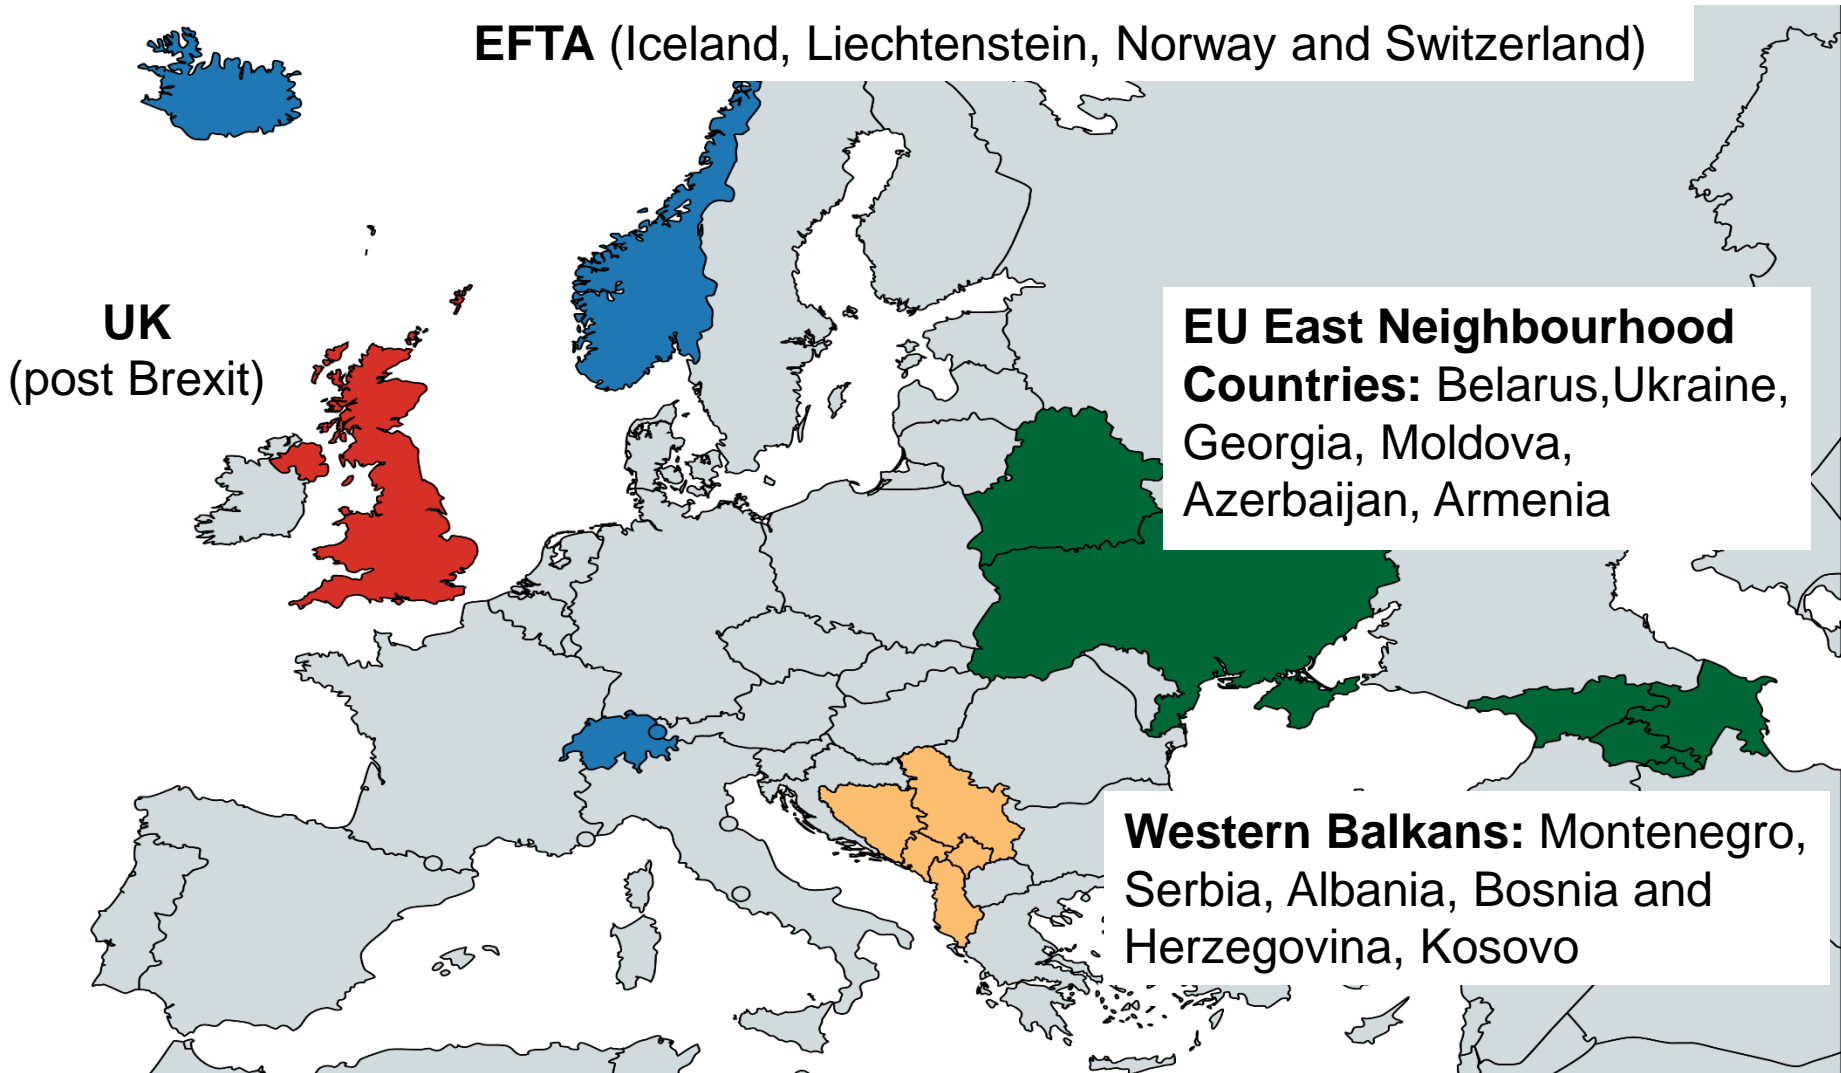 EFTA (Iceland, Liechtenstein, Norway and Switzerland)
UK
(post Brexit)
EU East Neighbourhood
Countries: Belarus,Ukraine,
Georgia, Moldova,
Azerbaijan, Armenia
Western Balkans: Montenegro,
Serbia, Albania, Bosnia and
Herzegovina, Kosovo